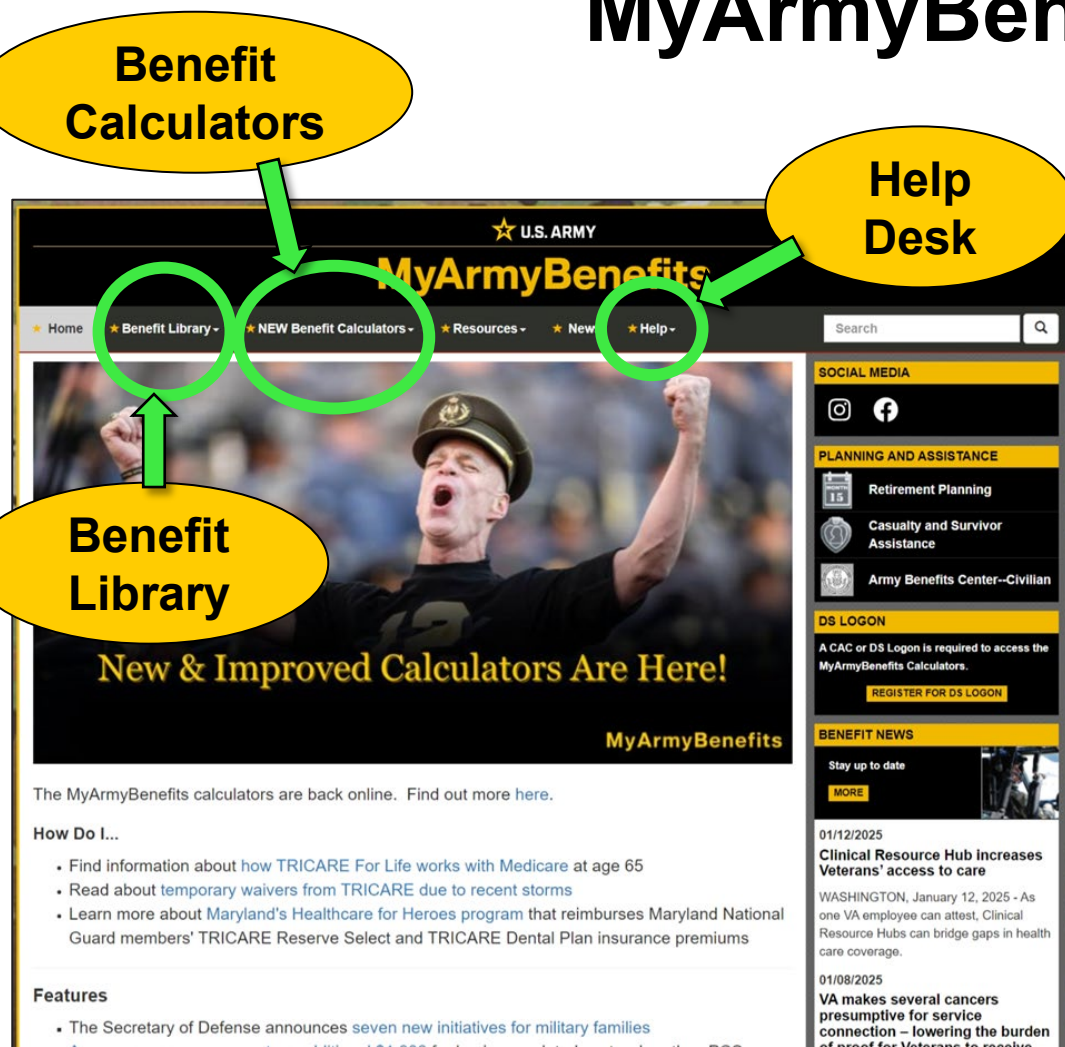 MyArmyBen
Benefit
Calculators
Help
Desk
U.S. ARMY
MyArmyBenefits
Home Benefit Library NEW Benefit Calculators Resources New Help Search
SOCIAL MEDIA
PLANNING AND ASSISTANCE
MONTH
15
Retirement Planning
Casualty and Survivor
Assistance
Army Benefits Center--Civilian
Benefit
Library
New & Improved Calculators Are Here!
MyArmyBenefits
DS LOGON
A CAC or DS Logon is required to access the
MyArmyBenefits Calculators.
REGISTER FOR DS LOGON
BENEFIT NEWS
Stay up to date
MORE
The MyArmyBenefits calculators are back online. Find out more here.
How Do I...
• Find information about how TRICARE For Life works with Medicare at age 65
• Read about temporary waivers from TRICARE due to recent storms
• Learn more about Maryland's Healthcare for Heroes program that reimburses Maryland National
Guard members' TRICARE Reserve Select and TRICARE Dental Plan insurance premiums
Features
• The Secretary of Defense announces seven new initiatives for military families
01/12/2025
Clinical Resource Hub increases
Veterans' access to care
WASHINGTON, January 12, 2025 - As
one VA employee can attest, Clinical
Resource Hubs can bridge gaps in health
care coverage.
01/08/2025
VA makes several cancers
presumptive for service
connection – lowering the burden
of proof for Veterans to receive